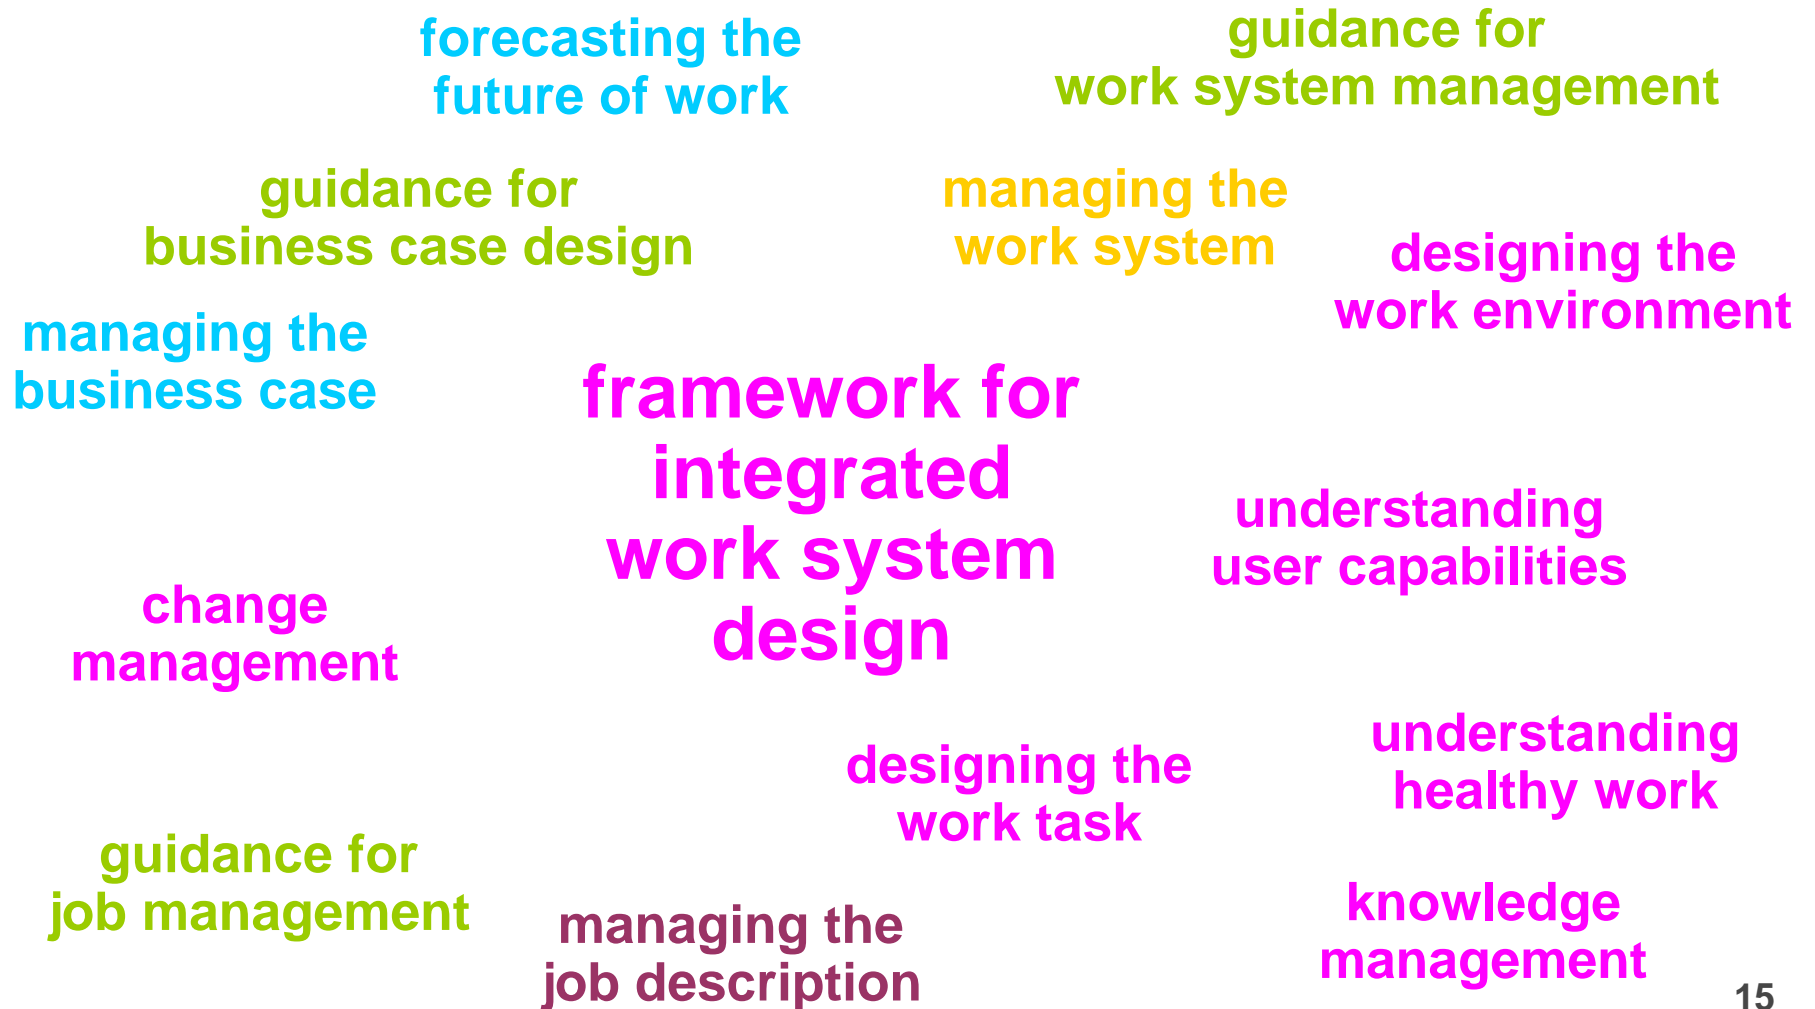 forecasting the
future of work
guidance for
work system management
guidance for
business case design
managing the
work system
designing the
work environment
managing the
business case
framework for
integrated
work system
design
understanding
user capabilities
change
management
designing the
work task
understanding
healthy work
guidance for
job management
managing the
job description
knowledge
management
15